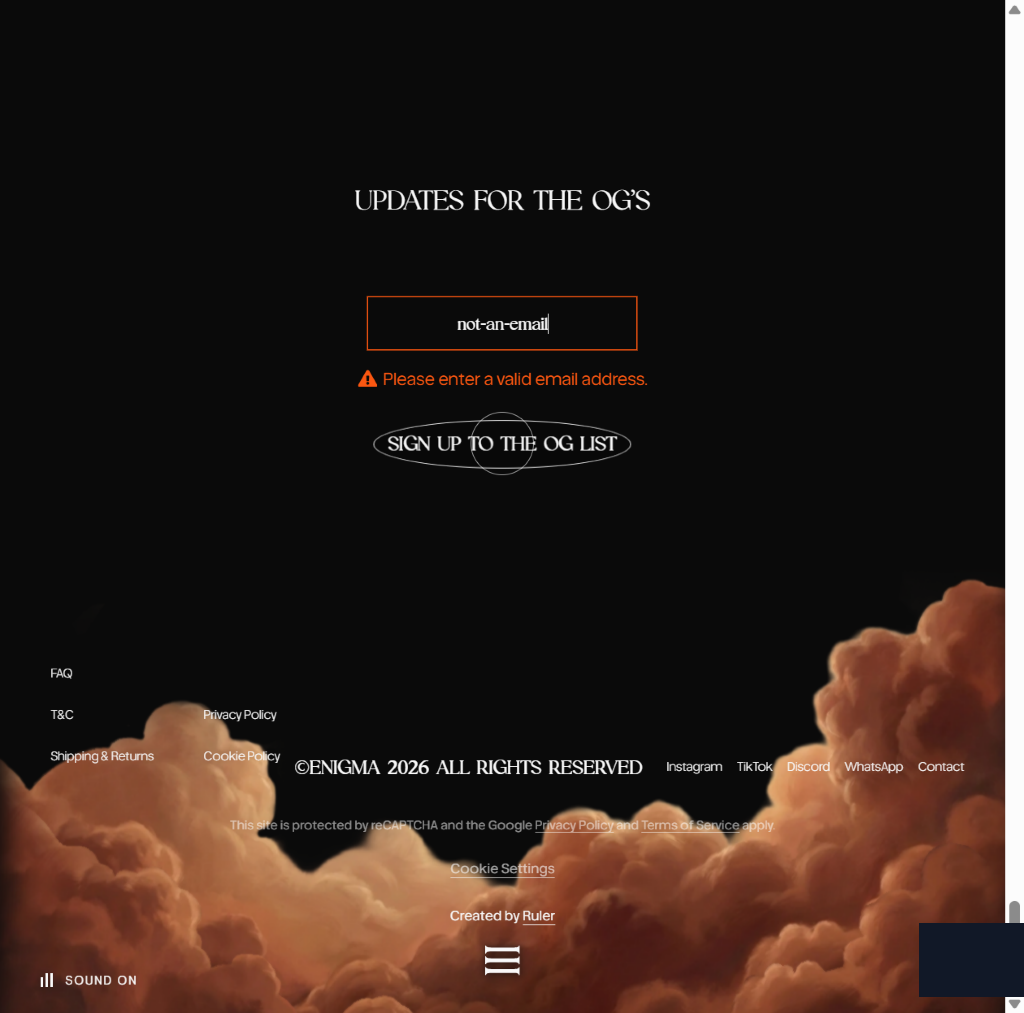 UPDATES FOR THE OG'S
not-an-email
Please enter a valid email address.
SIGN UP TO THE OG LIST
FAQ
T&C
Privacy Policy
Shipping & Returns
Cookie Policy
©ENIGMA 2026 ALL RIGHTS RESERVED
Instagram TikTok Discord WhatsApp Contact
This site is protected by reCAPTCHA and the Google Privacy Policy and Terms of Service apply.
Cookie Settings
Created by Ruler
SOUND ON